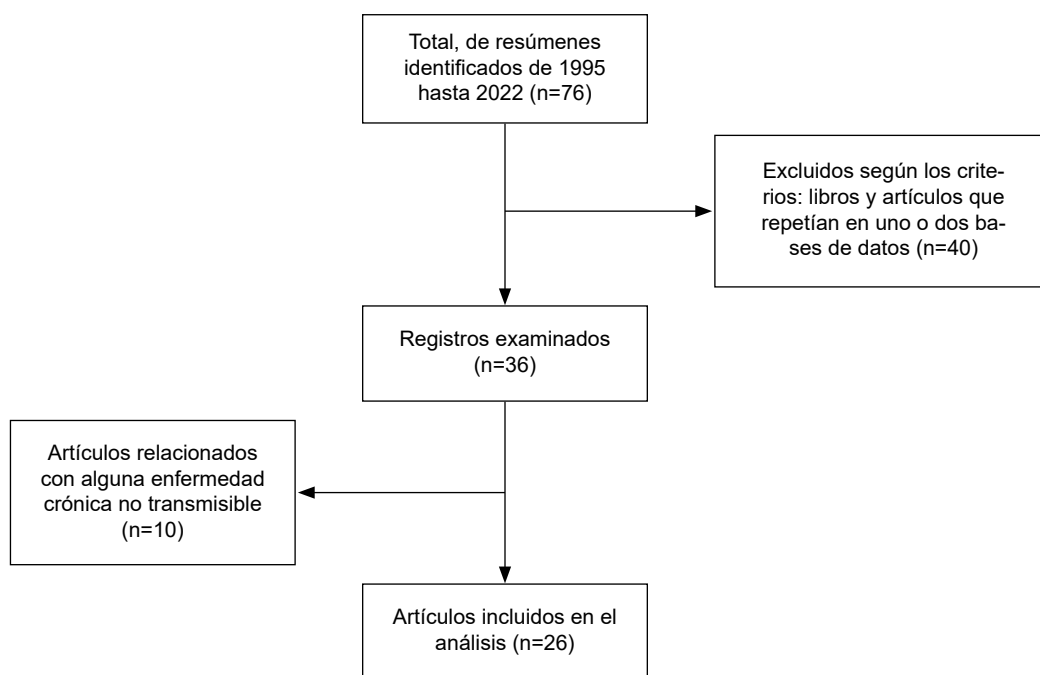 Total, de resúmenes
identificados de 1995
hasta 2022 (n=76)
Excluidos según los crite-
rios: libros y artículos que
repetían en uno o dos ba-
ses de datos (n=40)
Registros examinados
(n=36)
Artículos relacionados
con alguna enfermedad
crónica no transmisible
(n=10)
Artículos incluidos en el
análisis (n=26)